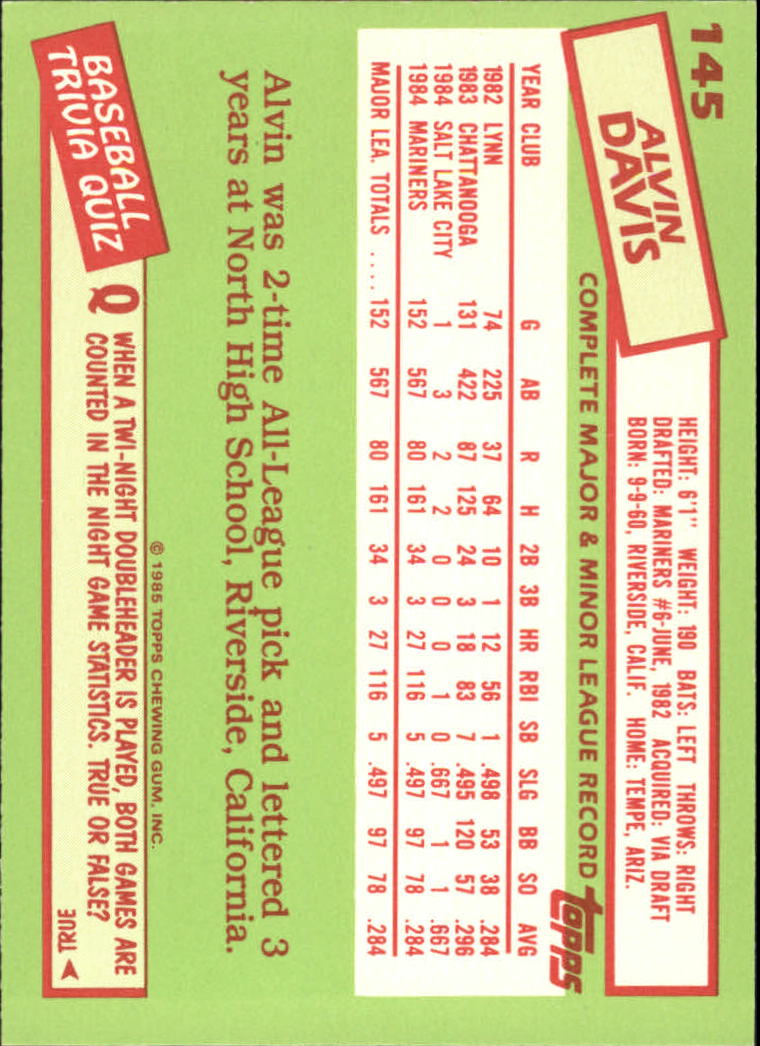 145
ALVIN
DAVIS
HEIGHT: 6'1" WEIGHT: 190 BATS: LEFT THROWS: RIGHT
DRAFTED: MARINERS #6-JUNE, 1982 ACQUIRED: VIA DRAFT
BORN: 9-9-60, RIVERSIDE, CALIF. HOME: TEMPE, ARIZ.
COMPLETE MAJOR & MINOR LEAGUE RECORD topps
YEAR CLUB G AB R H 2B 3B HR RBI SB SLG BB SO AVG
1982 LYNN 74 225 37 64 10 1 12 56 1 .498 53 38 .284
1983 CHATTANOOGA 131 422 87 125 24 3 18 83 7 .495 120 57 .296
1984 SALT LAKE CITY 1 3 2 2 0 0 0 1 0 .667 1 1 .667
1984 MARINERS 152 567 80 161 34 3 27 116 5 .497 97 78 .284
MAJOR LEA. TOTALS ..... 152 567 80 161 34 3 27 116 5 .497 97 78 .284
Alvin was 2-time All-League pick and lettered 3
years at North High School, Riverside, California.
© 1985 TOPPS CHEWING GUM, INC.
BASEBALL
TRIVIA QUIZ
Q WHEN A TWI-NIGHT DOUBLEHEADER IS PLAYED, BOTH GAMES ARE
COUNTED IN THE NIGHT GAME STATISTICS. TRUE OR FALSE?
TRUE